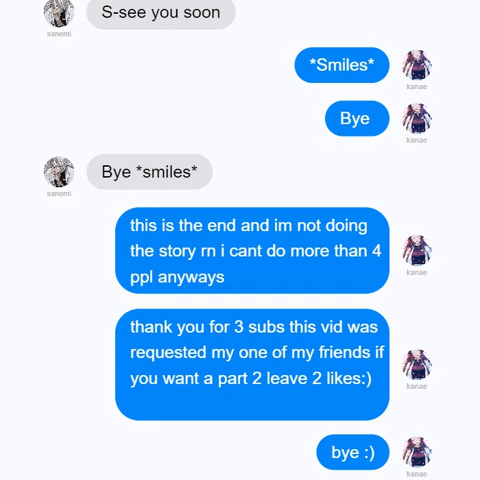 S-see you soon
sanemi
*Smiles*
kanae
Bye
kanae
Bye *smiles*
sanemi
this is the end and im not doing
the story rn i cant do more than 4
ppl anyways
kanae
thank you for 3 subs this vid was
requested my one of my friends if
you want a part 2 leave 2 likes:)
kanae
bye :)
kanae